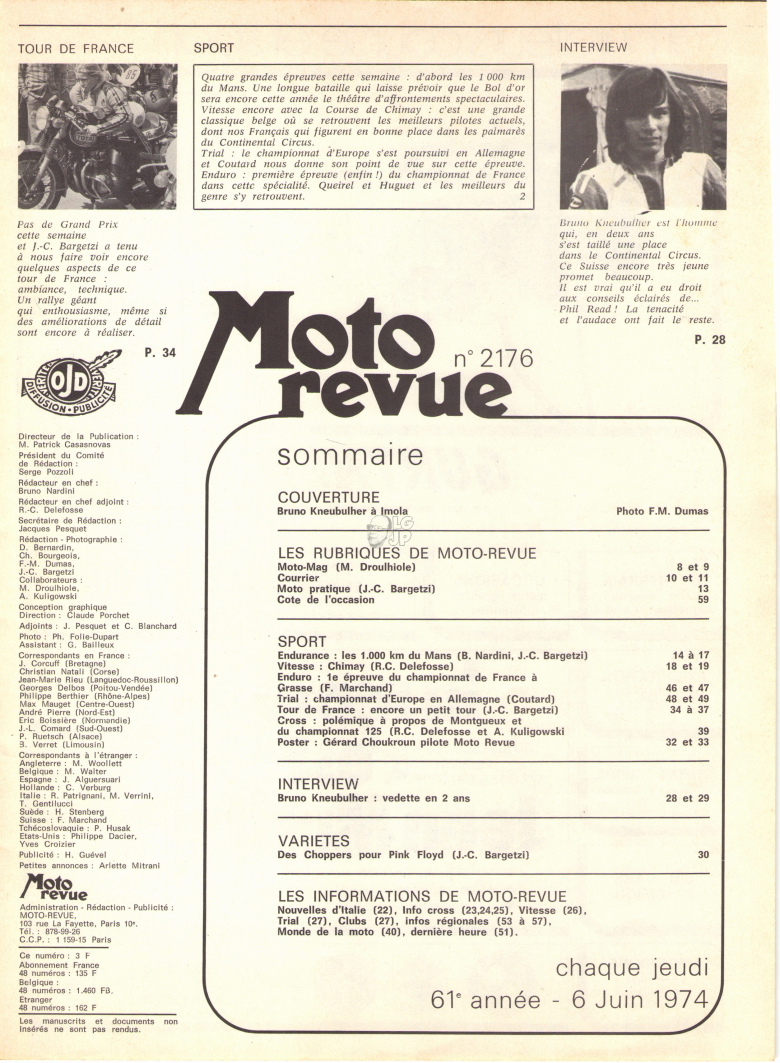 TOUR DE FRANCE
85
Pas de Grand Prix
cette semaine
et J.-C. Bargetzi a tenu
à nous faire voir encore
quelques aspects de ce
tour de France :
ambiance, technique.
Un rallye géant
qui enthousiasme, même si
des améliorations de détail
sont encore à réaliser.
P. 34
SPORT
Quatre grandes épreuves cette semaine : d'abord les 1 000 km
du Mans. Une longue bataille qui laisse prévoir que le Bol d'or
sera encore cette année le théâtre d'affrontements spectaculaires.
Vitesse encore avec la Course de Chimay : c'est une grande
classique belge où se retrouvent les meilleurs pilotes actuels,
dont nos Français qui figurent en bonne place dans les palmarès
du Continental Circus.
Trial : le championnat d'Europe s'est poursuivi en Allemagne
et Coutard nous donne son point de vue sur cette épreuve.
Enduro : première épreuve (enfin !) du championnat de France
dans cette spécialité. Queirel et Huguet et les meilleurs du
genre s'y retrouvent. 2
INTERVIEW
Bruno Kneubulher est l'homme
qui, en deux ans
s'est taillé une place
dans le Continental Circus.
Ce Suisse encore très jeune
promet beaucoup.
Il est vrai qu'il a eu droit
aux conseils éclairés de...
Phil Read ! La tenacité
et l'audace ont fait le reste.
P. 28
Moto
revue
n° 2176
OJD
DIFFUSION • PUBLICITÉ
Directeur de la Publication :
M. Patrick Casasnovas
Président du Comité
de Rédaction :
Serge Pozzoli
Rédacteur en chef :
Bruno Nardini
Rédacteur en chef adjoint :
R.-C. Delefosse
Secrétaire de Rédaction :
Jacques Pesquet
Rédaction - Photographie :
D. Bernardin,
Ch. Bourgeois,
F.-M. Dumas,
J.-C. Bargetzi
Collaborateurs :
M. Droulhiole,
A. Kuligowski
Conception graphique
Direction : Claude Porchet
Adjoints : J. Pesquet et C. Blanchard
Photo : Ph. Folie-Dupart
Assistant : G. Bailleux
Correspondants en France :
J. Corcuff (Bretagne)
Christian Natali (Corse)
Jean-Marie Rieu (Languedoc-Roussillon)
Georges Delbos (Poitou-Vendée)
Philippe Berthier (Rhône-Alpes)
Max Mauget (Centre-Ouest)
André Pierre (Nord-Est)
Eric Boissière (Normandie)
J.-L. Comard (Sud-Ouest)
P. Ruetsch (Alsace)
B. Verret (Limousin)
Correspondants à l'étranger :
Angleterre : M. Woollett
Belgique : M. Walter
Espagne : J. Alguersuari
Hollande : C. Verburg
Italie : R. Patrignani, M. Verrini,
T. Gentilucci
Suède : H. Stenberg
Suisse : F. Marchand
Tchécoslovaquie : P. Husak
Etats-Unis : Philippe Dacier,
Yves Croizier
Publicité : H. Guével
Petites annonces : Arlette Mitrani
Moto
revue
Administration - Rédaction - Publicité :
MOTO-REVUE,
103 rue La Fayette, Paris 10e.
Tél. : 878-99-26
C.C.P. : 1 159-15 Paris
Ce numéro : 3 F
Abonnement France
48 numéros : 135 F
Belgique :
48 numéros : 1.460 FB.
Etranger
48 numéros : 162 F
Les manuscrits et documents non
insérés ne sont pas rendus.
sommaire
COUVERTURE
Bruno Kneubulher à Imola Photo F.M. Dumas
LG
JP
LES RUBRIQUES DE MOTO-REVUE
Moto-Mag (M. Droulhiole) 8 et 9
Courrier 10 et 11
Moto pratique (J.-C. Bargetzi) 13
Cote de l'occasion 59
SPORT
Endurance : les 1.000 km du Mans (B. Nardini, J.-C. Bargetzi) 14 à 17
Vitesse : Chimay (R.C. Delefosse) 18 et 19
Enduro : 1e épreuve du championnat de France à
Grasse (F. Marchand) 46 et 47
Trial : championnat d'Europe en Allemagne (Coutard) 48 et 49
Tour de France : encore un petit tour (J.-C. Bargetzi) 34 à 37
Cross : polémique à propos de Montgueux et
du championnat 125 (R.C. Delefosse et A. Kuligowski 39
Poster : Gérard Choukroun pilote Moto Revue 32 et 33
INTERVIEW
Bruno Kneubulher : vedette en 2 ans 28 et 29
VARIETES
Des Choppers pour Pink Floyd (J.-C. Bargetzi) 30
LES INFORMATIONS DE MOTO-REVUE
Nouvelles d'Italie (22), Info cross (23,24,25), Vitesse (26),
Trial (27), Clubs (27), infos régionales (53 à 57),
Monde de la moto (40), dernière heure (51).
chaque jeudi
61e année - 6 Juin 1974